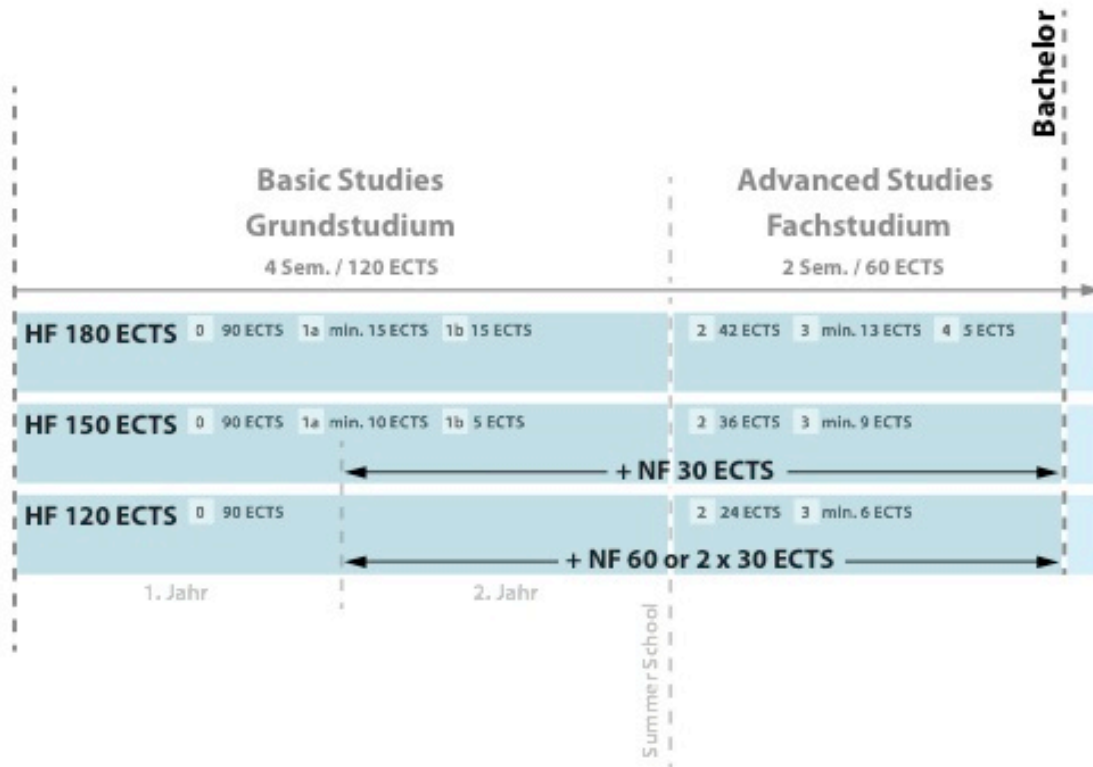 Bachelor
Basic Studies
Grundstudium
4 Sem. / 120 ECTS
Advanced Studies
Fachstudium
2 Sem. / 60 ECTS
HF 180 ECTS 0 90 ECTS 1a min. 15 ECTS 1b 15 ECTS 2 42 ECTS 3 min. 13 ECTS 4 5 ECTS
HF 150 ECTS 0 90 ECTS 1a min. 10 ECTS 1b 5 ECTS 2 36 ECTS 3 min. 9 ECTS
+ NF 30 ECTS
HF 120 ECTS 0 90 ECTS 2 24 ECTS 3 min. 6 ECTS
+ NF 60 or 2 x 30 ECTS
1. Jahr 2. Jahr
Summer School